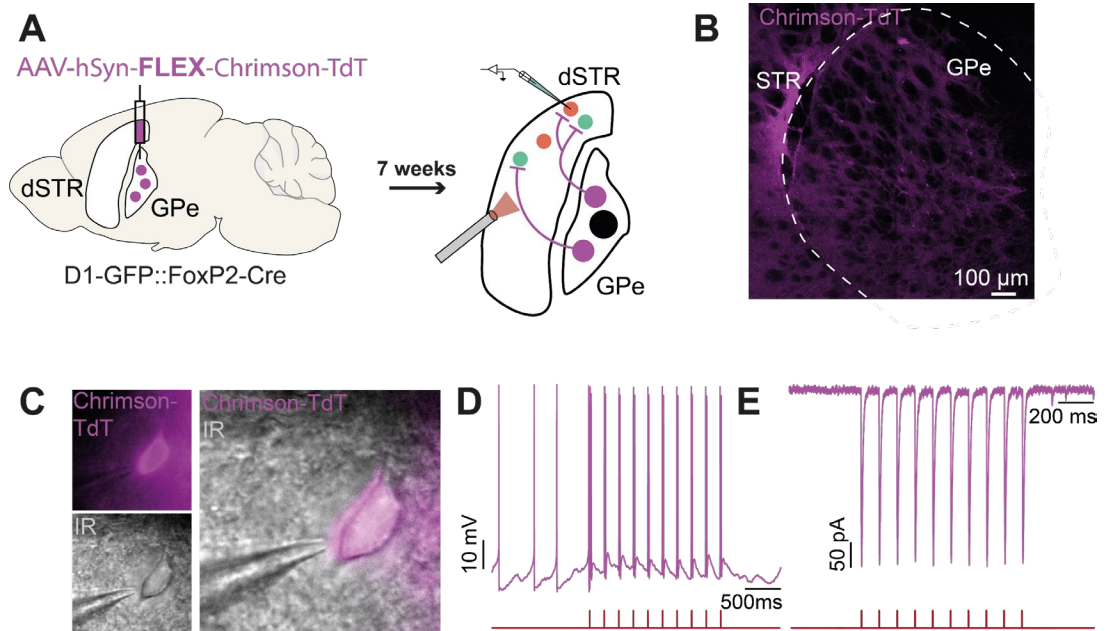 A
AAV-hSyn-FLEX-Chrimson-TdT
dSTR
GPe
D1-GFP::FoxP2-Cre
7 weeks
dSTR
GPe
B
Chrimson-TdT
STR
GPe
100 µm
C
Chrimson-
TdT
IR
Chrimson-TdT
IR
D
10 mV
500ms
E
200 ms
50 pA